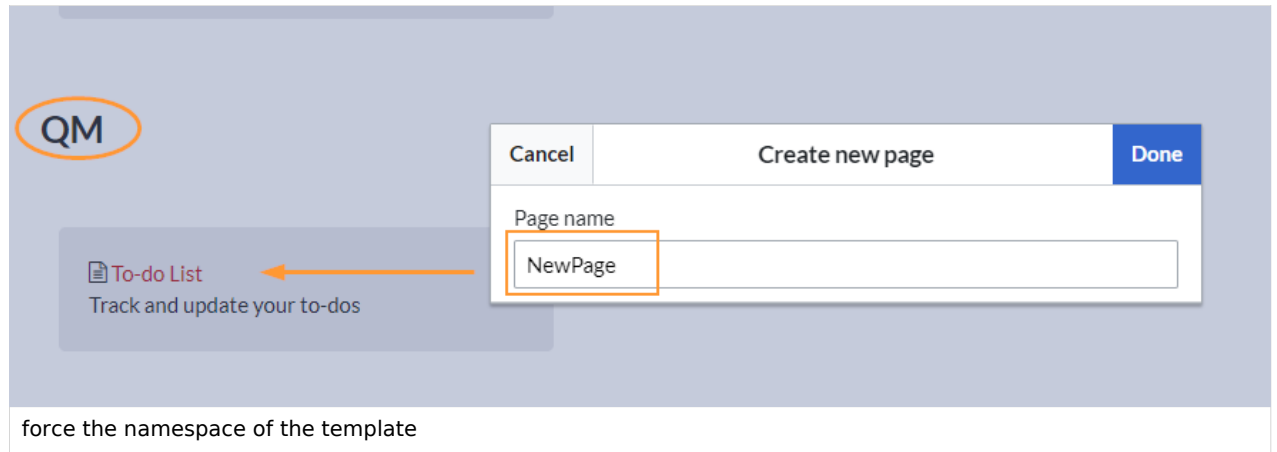 QM
Cancel Create new page Done
Page name
NewPage
To-do List
Track and update your to-dos
force the namespace of the template